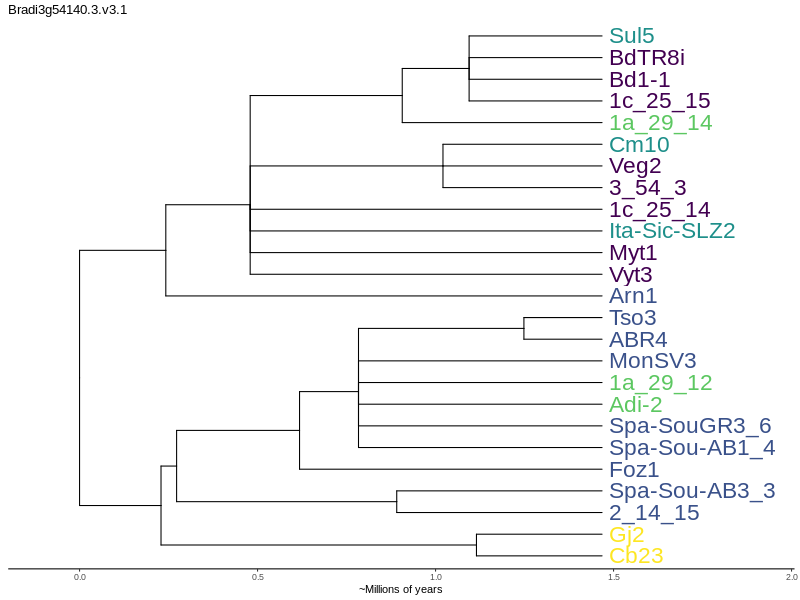 Bradi3g54140.3.v3.1
Sul5
BdTR8i
Bd1-1
1c_25_15
1a_29_14
Cm10
Veg2
3_54_3
1c_25_14
Ita-Sic-SLZ2
Myt1
Vyt3
Arn1
Tso3
ABR4
MonSV3
1a_29_12
Adi-2
Spa-SouGR3_6
Spa-Sou-AB1_4
Foz1
Spa-Sou-AB3_3
2_14_15
Gj2
Cb23
0.0 0.5 1.0 1.5 2.0
~Millions of years